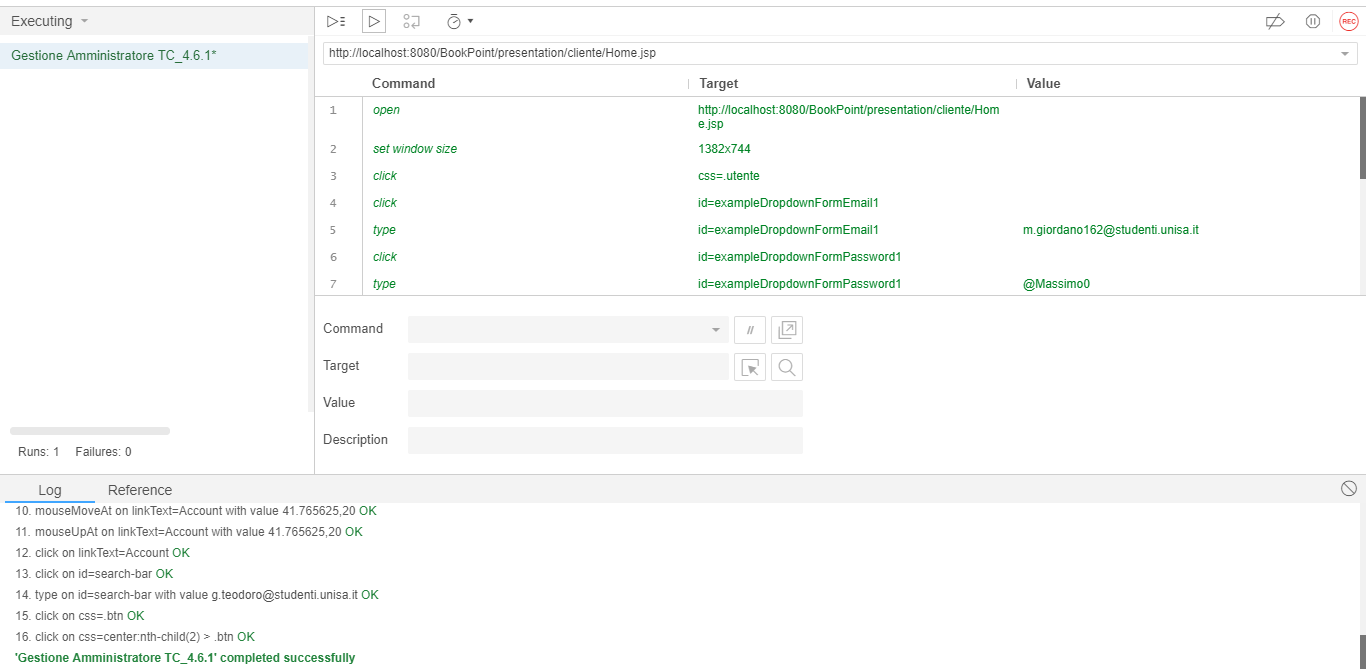 Executing
Gestione Amministratore TC_4.6.1*
Runs: 1 Failures: 0
REC
http://localhost:8080/BookPoint/presentation/cliente/Home.jsp
Command Target Value
1 open http://localhost:8080/BookPoint/presentation/cliente/Hom
e.jsp
2 set window size 1382x744
3 click css=.utente
4 click id=exampleDropdownFormEmail1
5 type id=exampleDropdownFormEmail1 m.giordano162@studenti.unisa.it
6 click id=exampleDropdownFormPassword1
7 type id=exampleDropdownFormPassword1 @Massimo0
Command //
Target
Value
Description
Log Reference
10. mouseMoveAt on linkText=Account with value 41.765625,20 OK
11. mouseUpAt on linkText=Account with value 41.765625,20 OK
12. click on linkText=Account OK
13. click on id=search-bar OK
14. type on id=search-bar with value g.teodoro@studenti.unisa.it OK
15. click on css=.btn OK
16. click on css=center:nth-child(2) > .btn OK
'Gestione Amministratore TC_4.6.1' completed successfully